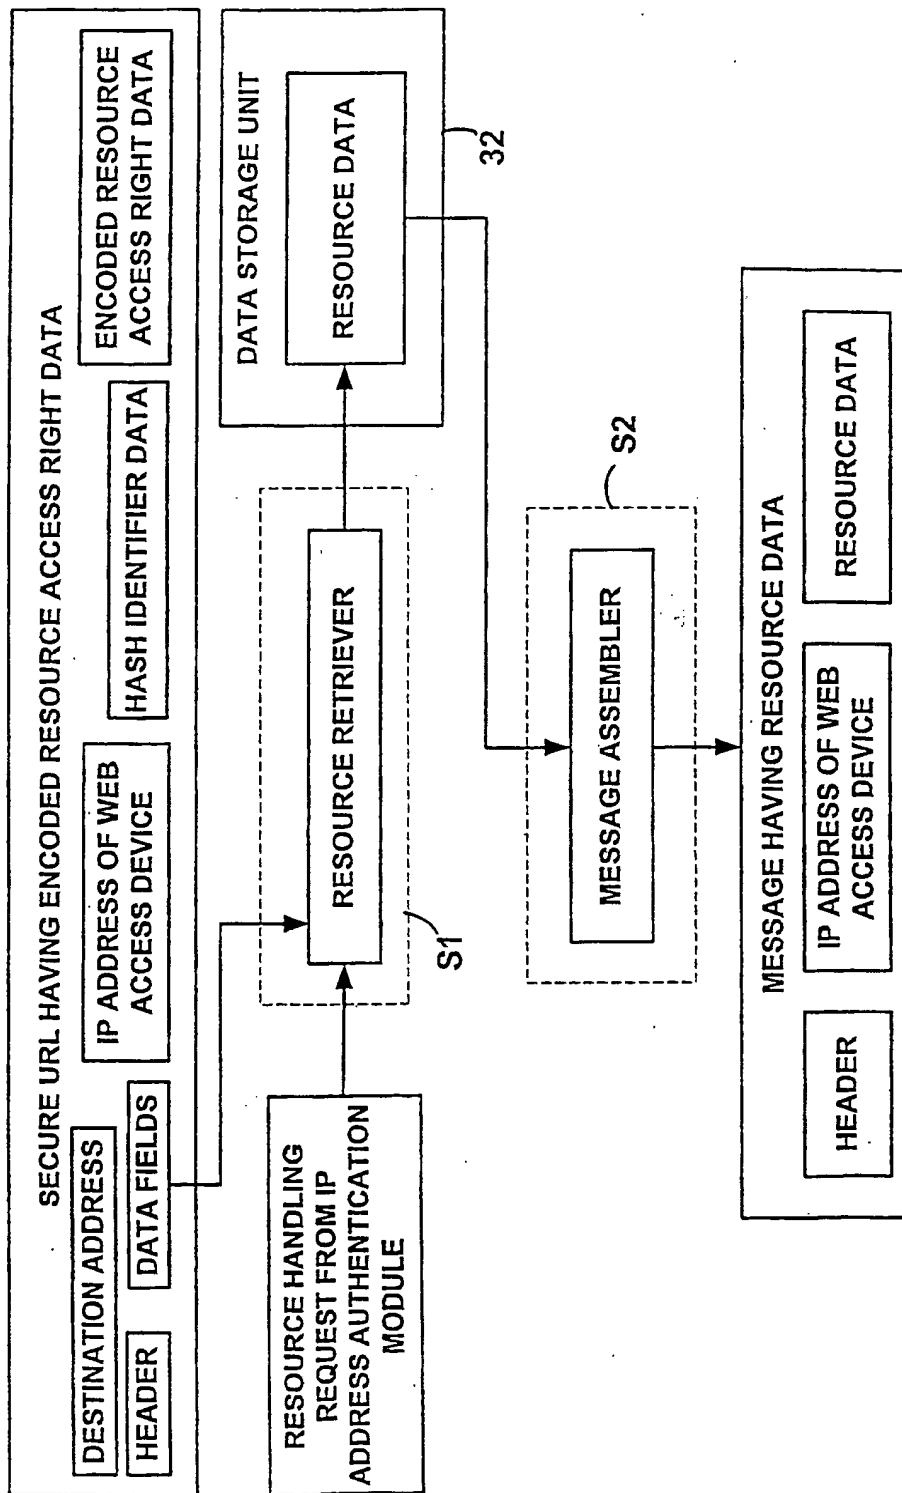 SECURE URL HAVING ENCODED RESOURCE ACCESS RIGHT DATA
DESTINATION ADDRESS
HEADER
DATA FIELDS
IP ADDRESS OF WEB
ACCESS DEVICE
HASH IDENTIFIER DATA
ENCODED RESOURCE
ACCESS RIGHT DATA
RESOURCE HANDLING
REQUEST FROM IP
ADDRESS AUTHENTICATION
MODULE
RESOURCE RETRIEVER
S1
DATA STORAGE UNIT
RESOURCE DATA
32
MESSAGE ASSEMBLER
S2
MESSAGE HAVING RESOURCE DATA
HEADER
IP ADDRESS OF WEB
ACCESS DEVICE
RESOURCE DATA